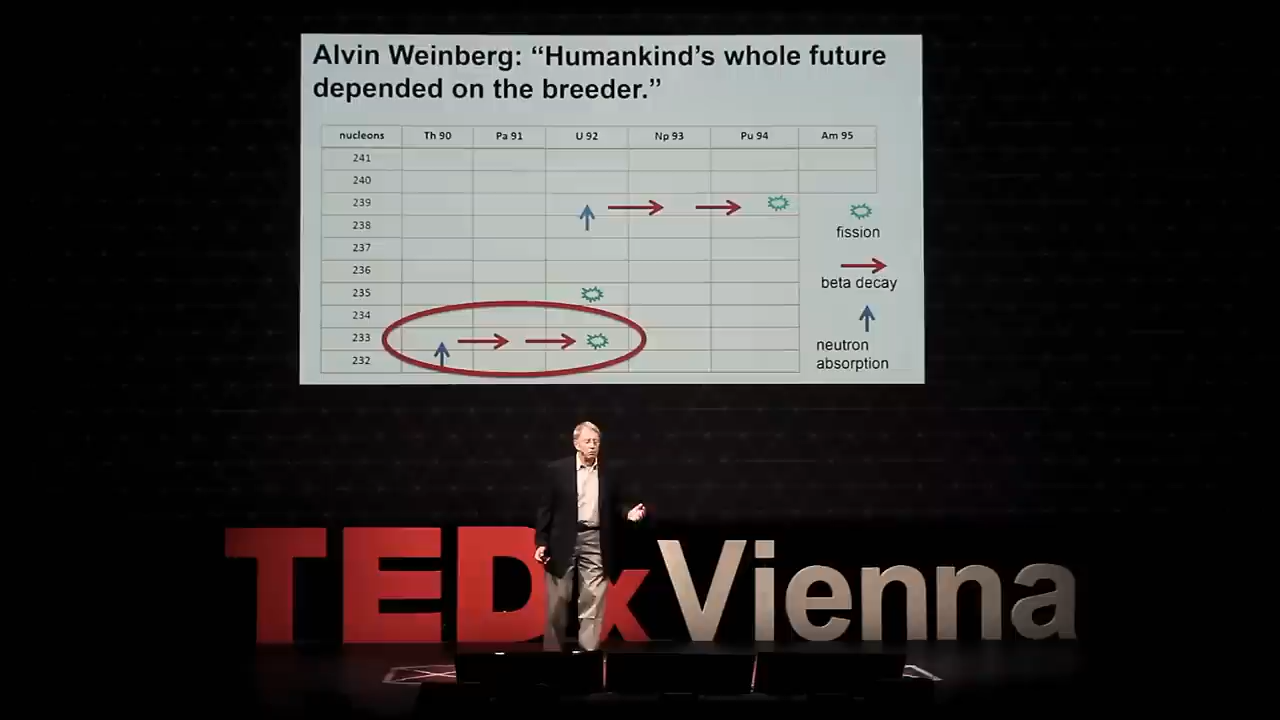 Alvin Weinberg: “Humankind’s whole future
depended on the breeder.”
nucleons Th 90 Pa 91 U 92 Np 93 Pu 94 Am 95
241
240
239
238
237
236
235
234
233
232
fission
beta decay
neutron
absorption
TEDxVienna